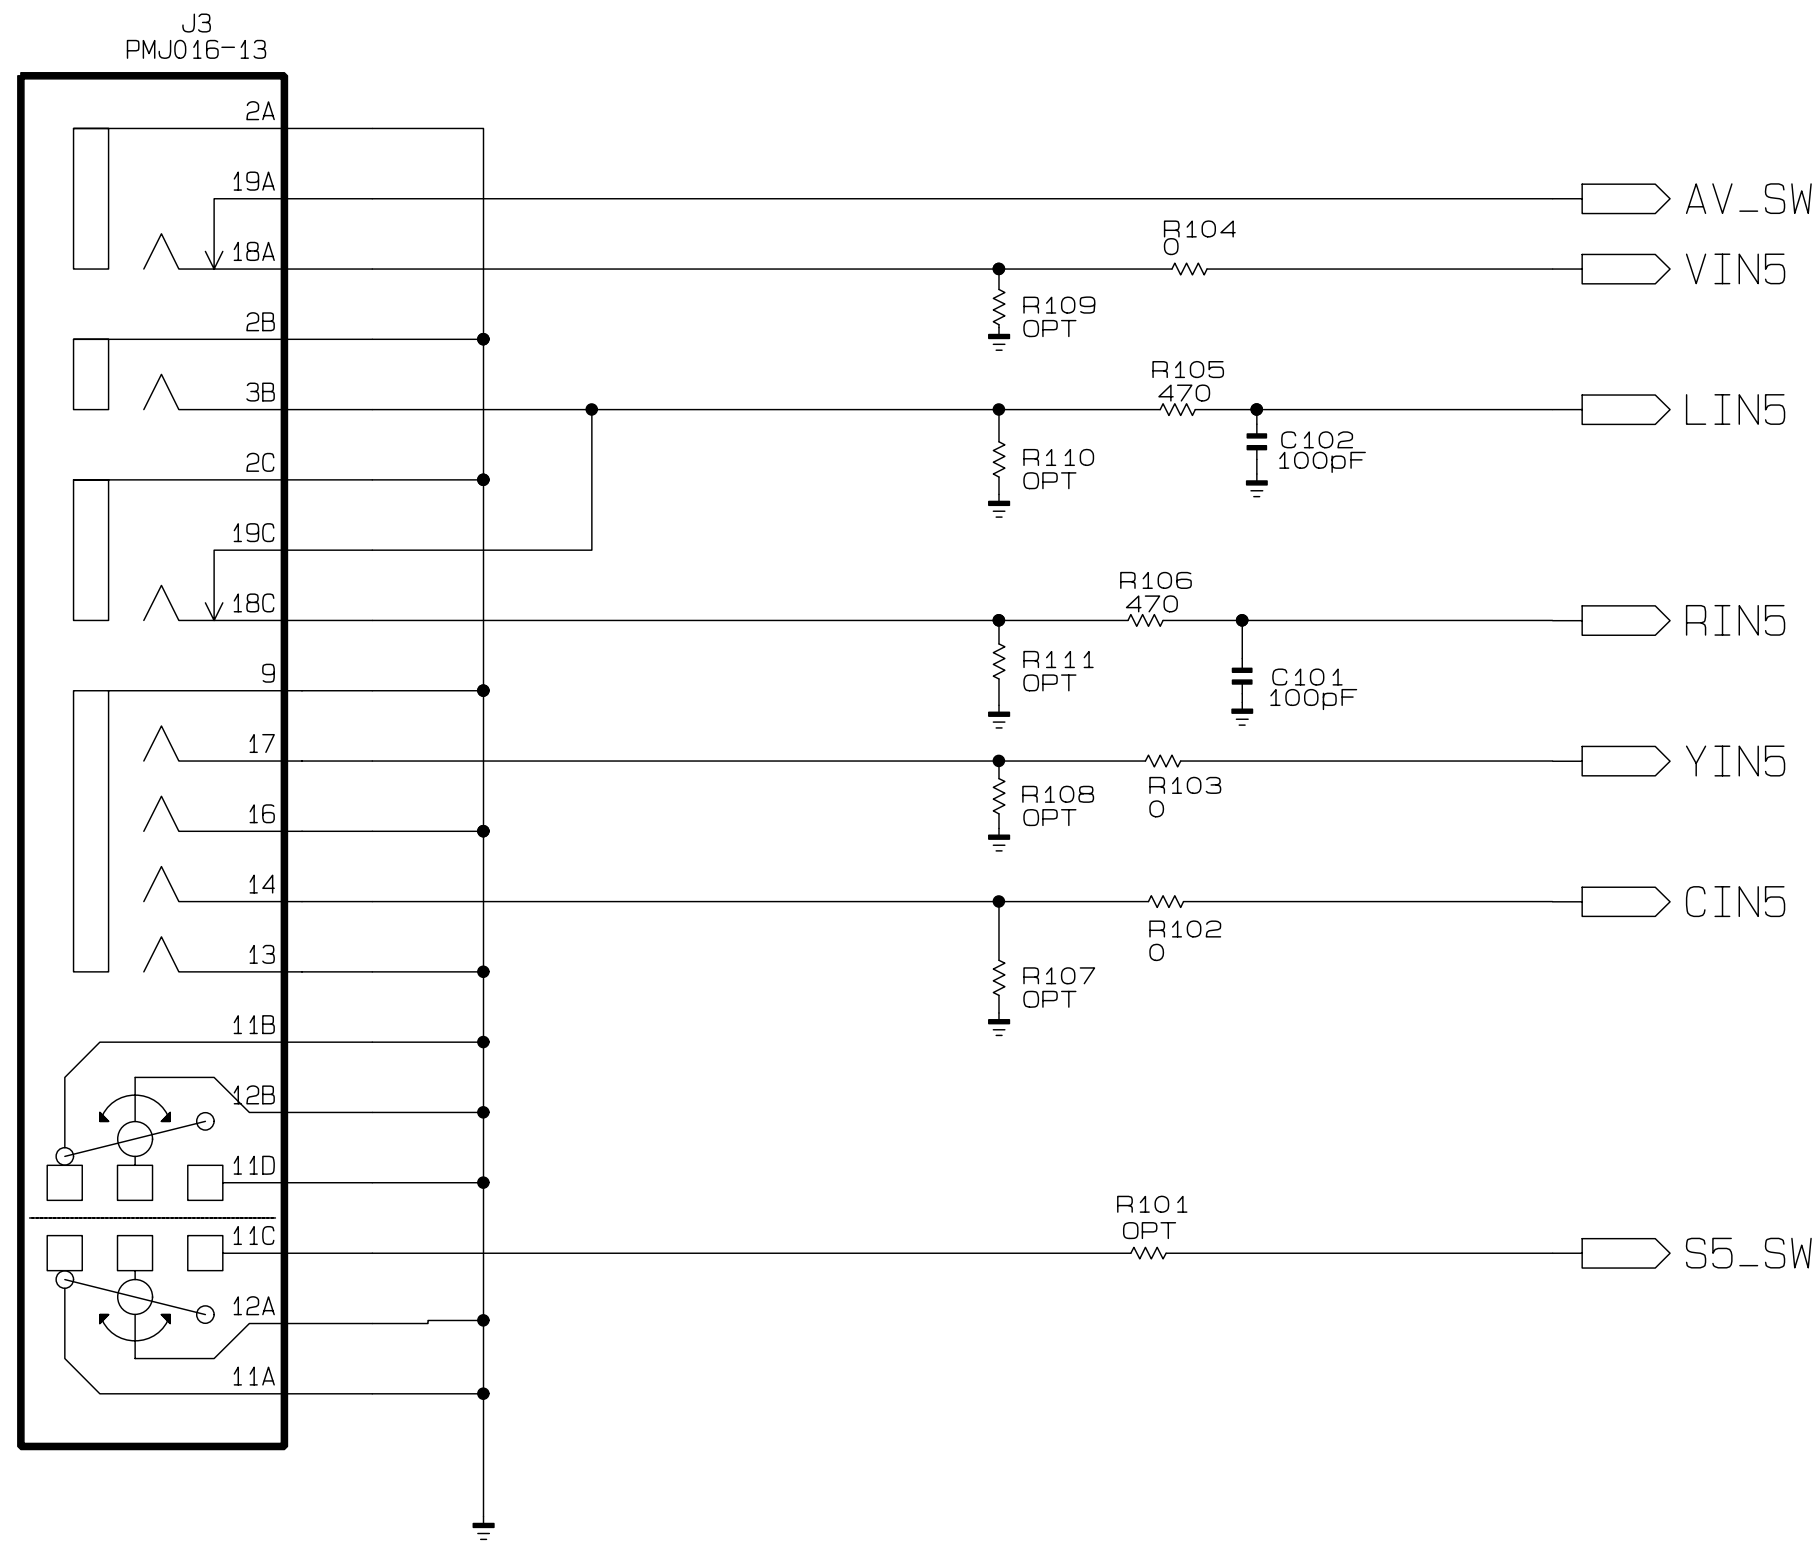 J3
PMJ016-13
2A
19A
AV_SW
R104
0
18A
VIN5
R109
OPT
2B
R105
470
3B
LIN5
C102
100pF
R110
OPT
2C
19C
R106
470
18C
RIN5
R111
OPT
9
C101
100pF
17
YIN5
R103
0
R108
OPT
16
14
CIN5
R102
0
13
R107
OPT
11B
12B
11D
R101
OPT
11C
S5_SW
12A
11A